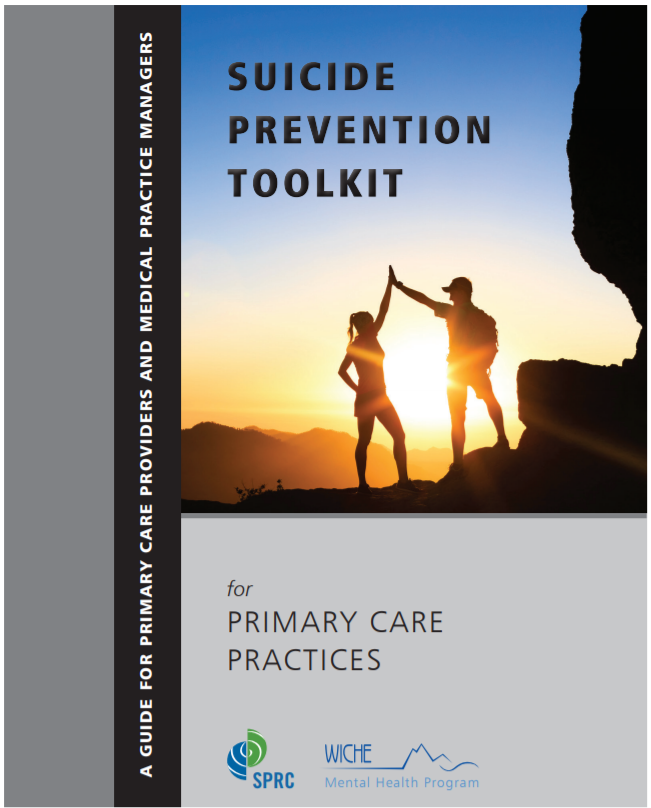 A GUIDE FOR PRIMARY CARE PROVIDERS AND MEDICAL PRACTICE MANAGERS
SUICIDE
PREVENTION
TOOLKIT
for
PRIMARY CARE
PRACTICES
SPRC
WICHE
Mental Health Program